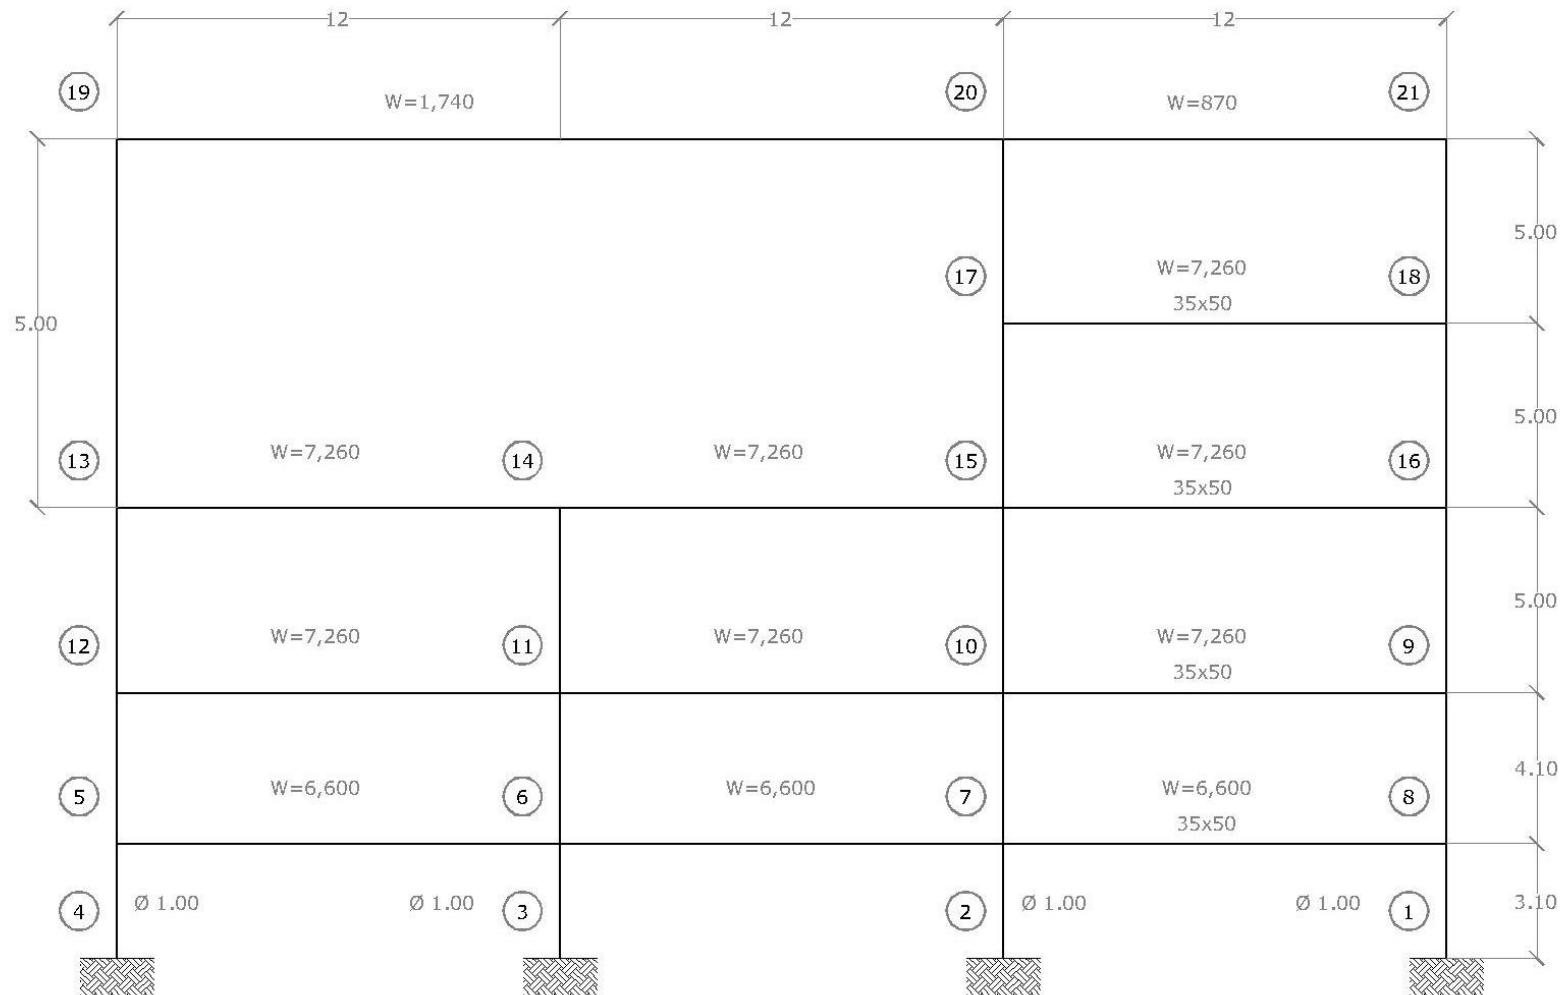 12 12 12
19 W=1,740 20 W=870 21
5.00
17 W=7,260 18
35x50
5.00
5.00
13 W=7,260 14 W=7,260 15 W=7,260 16
35x50
5.00
12 W=7,260 11 W=7,260 10 W=7,260 9
35x50
4.10
5 W=6,600 6 W=6,600 7 W=6,600 8
35x50
4 Ø 1.00 Ø 1.00 3 2 Ø 1.00 Ø 1.00 1 3.10